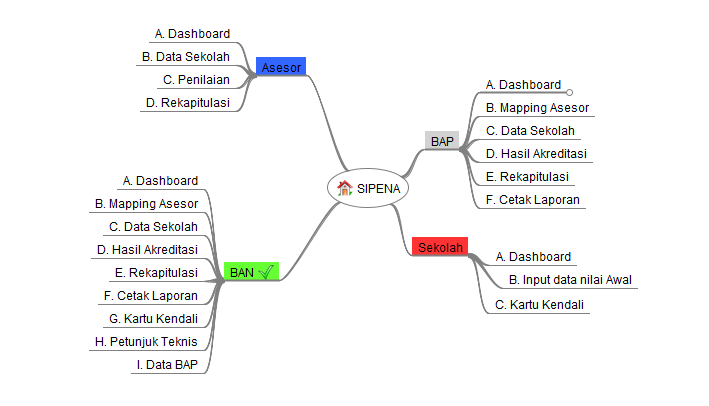 SIPENA
Asesor
A. Dashboard
B. Data Sekolah
C. Penilaian
D. Rekapitulasi
BAN
A. Dashboard
B. Mapping Asesor
C. Data Sekolah
D. Hasil Akreditasi
E. Rekapitulasi
F. Cetak Laporan
G. Kartu Kendali
H. Petunjuk Teknis
I. Data BAP
BAP
A. Dashboard
B. Mapping Asesor
C. Data Sekolah
D. Hasil Akreditasi
E. Rekapitulasi
F. Cetak Laporan
Sekolah
A. Dashboard
B. Input data nilai Awal
C. Kartu Kendali